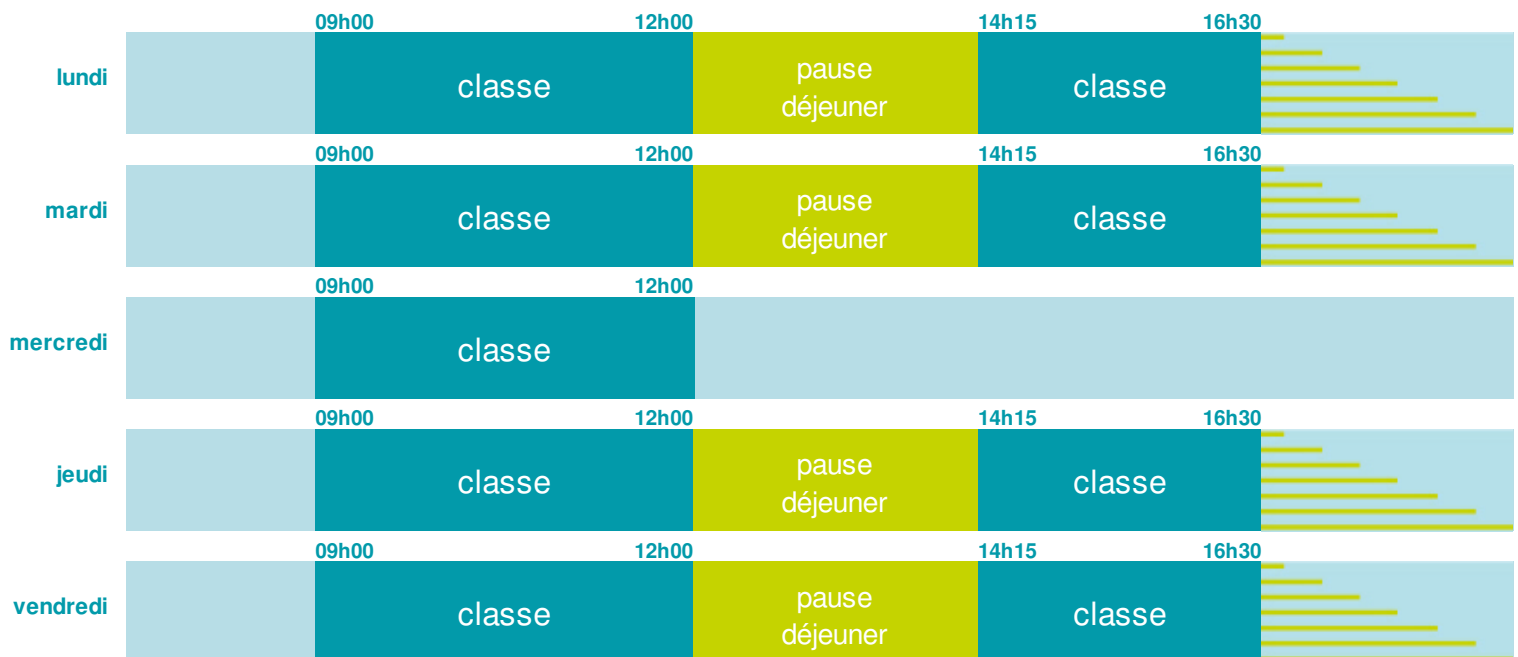 09h00 12h00 14h15 16h30
lundi classe pause déjeuner classe
09h00 12h00 14h15 16h30
mardi classe pause déjeuner classe
09h00 12h00
mercredi classe
09h00 12h00 14h15 16h30
jeudi classe pause déjeuner classe
09h00 12h00 14h15 16h30
vendredi classe pause déjeuner classe